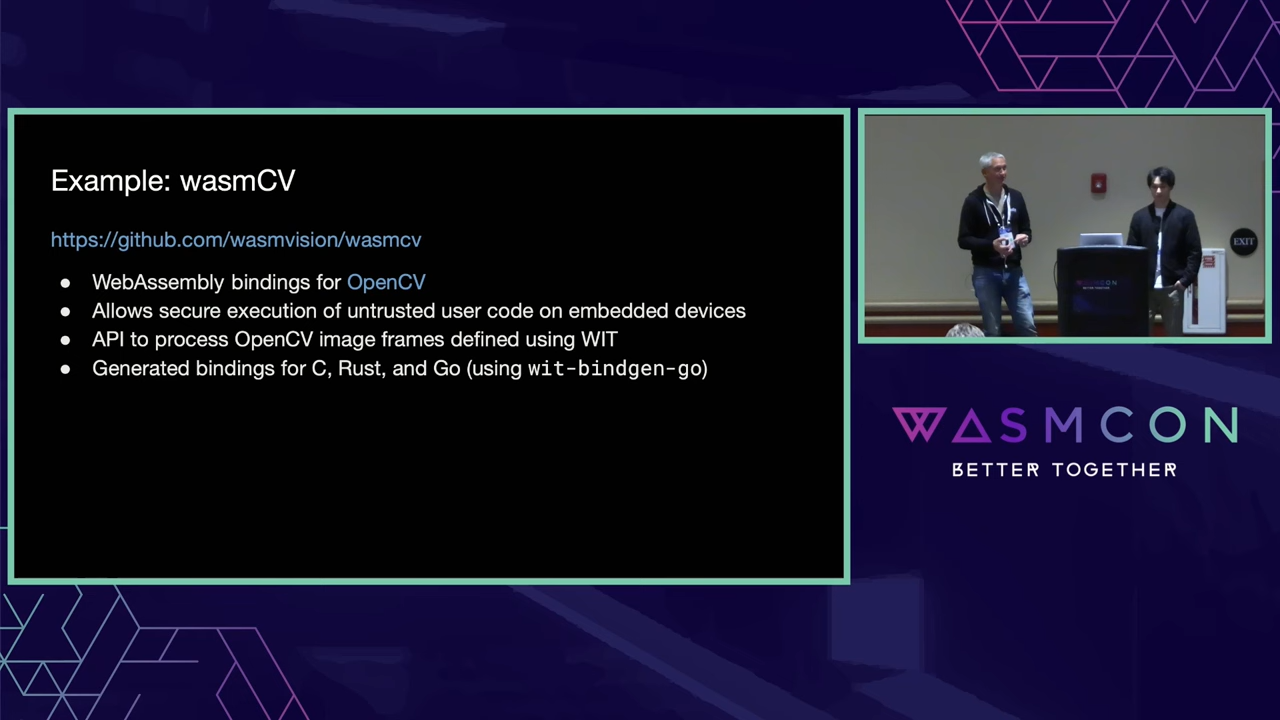 Example: wasmCV
https://github.com/wasmvision/wasmcv
● WebAssembly bindings for OpenCV
● Allows secure execution of untrusted user code on embedded devices
● API to process OpenCV image frames defined using WIT
● Generated bindings for C, Rust, and Go (using wit-bindgen-go)
EXIT
WASMCON
BETTER TOGETHER